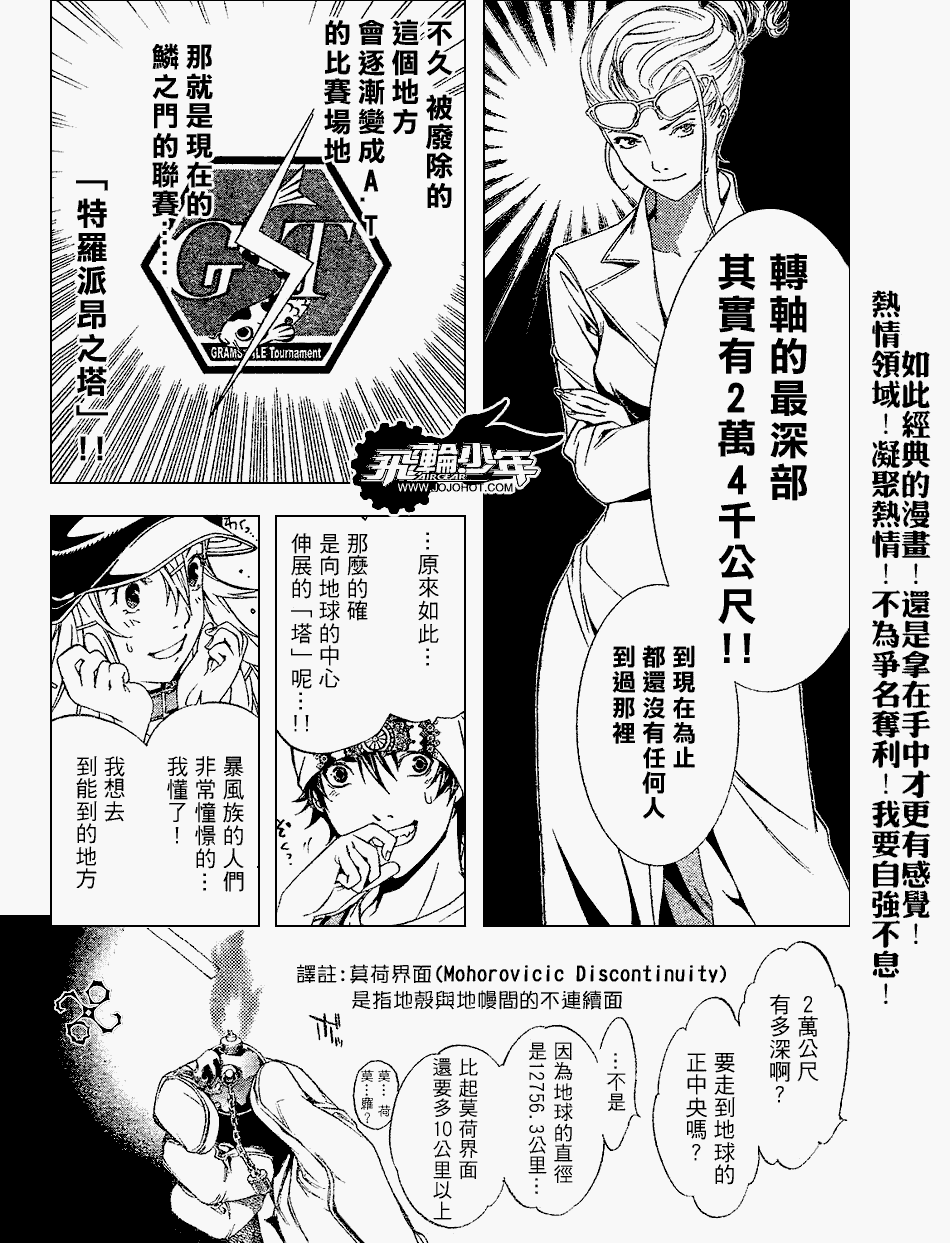 如此經典的漫畫！還是拿在手中才更有感覺！
熱情領域！凝聚熱情！不為爭名奪利！我要自強不息！
轉軸的最深部
其實有2萬4千公尺!!
到現在為止
都還沒有任何人
到過那裡
不久 被廢除的
這個地方
會逐漸變成A.T
的比賽場地
那就是現在的
鱗之門的聯賽……
「特羅派昂之塔」!!
GT
GRAM SCALE Tournament
飛輪少年
AIR GEAR
WWW.JOJOHOT.COM
…原來如此…
那麼的確
是向地球的中心
伸展的「塔」呢…!!
暴風族的人們
非常憧憬的…
我懂了！
我想去
到能到的地方
譯註:莫荷界面(Mohorovicic Discontinuity)
是指地殼與地幔間的不連續面
2萬公尺
有多深啊？
要走到地球的
正中央嗎？
…不是
因為地球的直徑
是12756.3公里…
比起莫荷界面
還要多10公里以上
莫…荷
莫…靡？